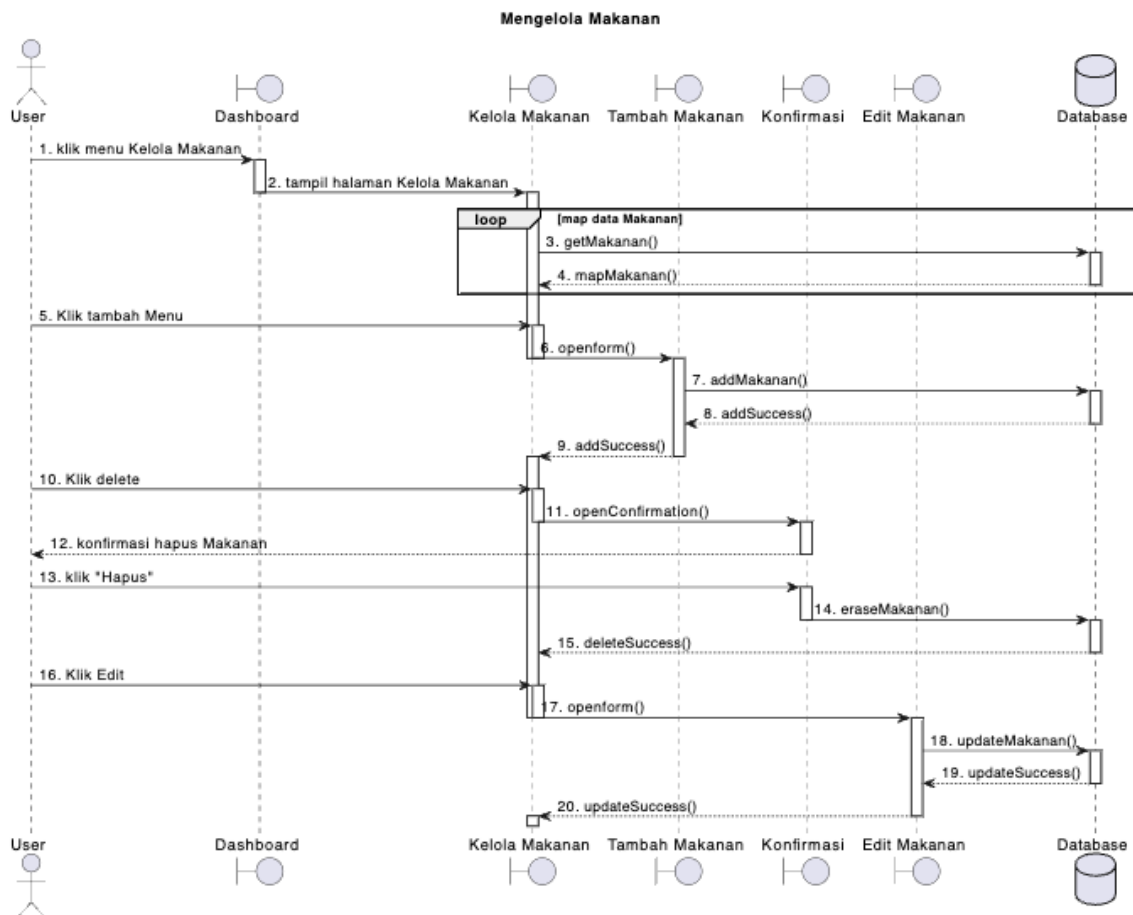 Mengelola Makanan
User
Dashboard
Kelola Makanan
Tambah Makanan
Konfirmasi
Edit Makanan
Database
1. klik menu Kelola Makanan
2. tampil halaman Kelola Makanan
loop
[map data Makanan]
3. getMakanan()
4. mapMakanan()
5. Klik tambah Menu
6. openform()
7. addMakanan()
8. addSuccess()
9. addSuccess()
10. Klik delete
11. openConfirmation()
12. konfirmasi hapus Makanan
13. klik "Hapus"
14. eraseMakanan()
15. deleteSuccess()
16. Klik Edit
17. openform()
18. updateMakanan()
19. updateSuccess()
20. updateSuccess()
User
Dashboard
Kelola Makanan
Tambah Makanan
Konfirmasi
Edit Makanan
Database